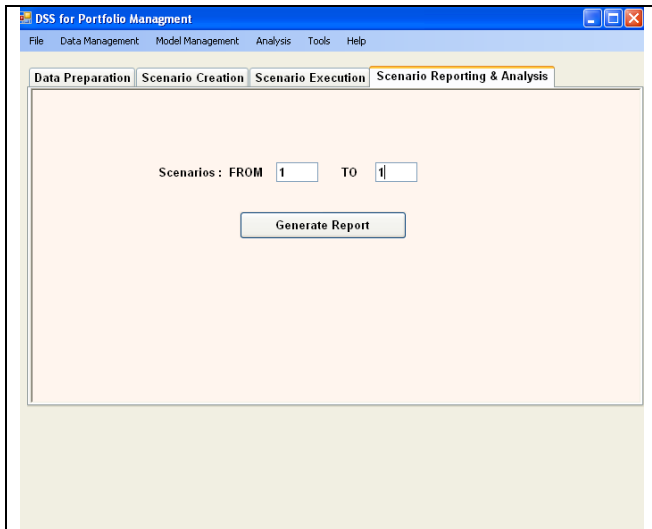 DSS for Portfolio Managment
File Data Management Model Management Analysis Tools Help
Data Preparation Scenario Creation Scenario Execution Scenario Reporting & Analysis
Scenarios : FROM 1 TO 1
Generate Report